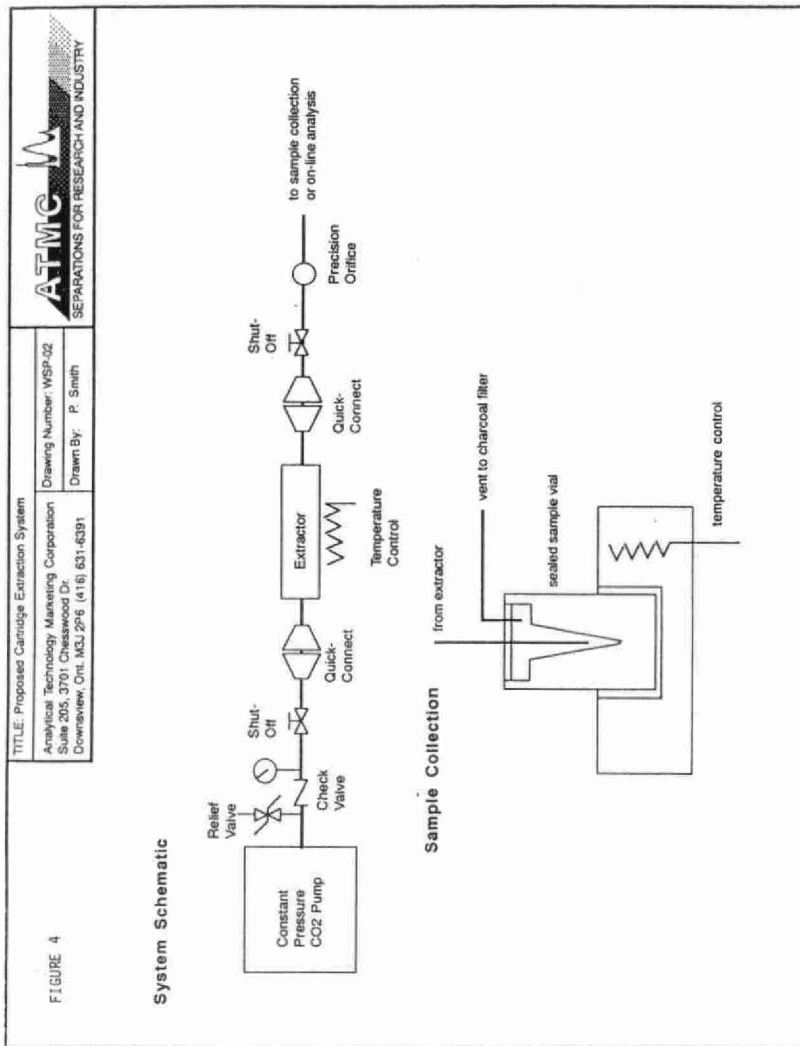 FIGURE 4
TITLE: Proposed Cartridge Extraction System
Analytical Technology Marketing Corporation
Suite 205, 3701 Chesswood Dr.
Downsview, Ont. M3J 2P6 (416) 631-6391
Drawing Number: WSP-02
Drawn By: P. Smith
ATMC
SEPARATIONS FOR RESEARCH AND INDUSTRY
System Schematic
Constant
Pressure
CO2 Pump
Relief
Valve
Check
Valve
Shut-
Off
Quick-
Connect
Extractor
Temperature
Control
Quick-
Connect
Shut-
Off
Precision
Orifice
to sample collection
or on-line analysis
Sample Collection
from extractor
vent to charcoal filter
sealed sample vial
temperature control